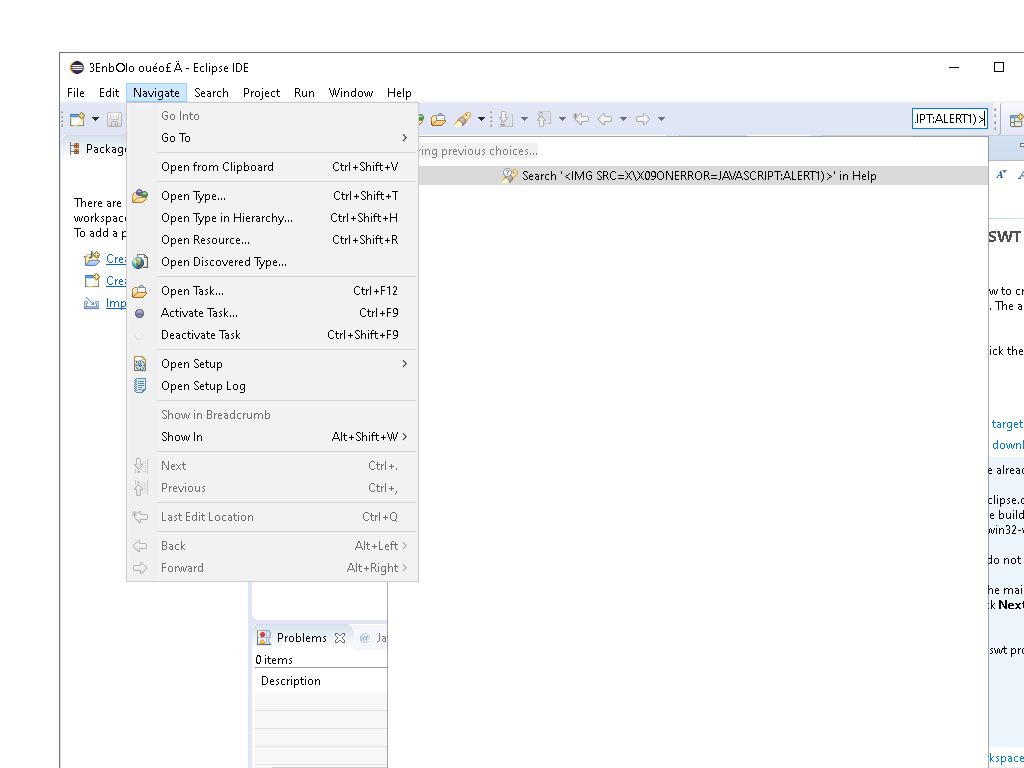 3EnbOlo ouéo£ Ä - Eclipse IDE
File Edit Navigate Search Project Run Window Help
.IPT:ALERT1)>
Go Into
Go To
Open from Clipboard Ctrl+Shift+V
Open Type... Ctrl+Shift+T
Open Type in Hierarchy... Ctrl+Shift+H
Open Resource... Ctrl+Shift+R
Open Discovered Type...
Open Task... Ctrl+F12
Activate Task... Ctrl+F9
Deactivate Task Ctrl+Shift+F9
Open Setup
Open Setup Log
Show in Breadcrumb
Show In Alt+Shift+W
Next Ctrl+.
Previous Ctrl+,
Last Edit Location Ctrl+Q
Back Alt+Left
Forward Alt+Right
Packag
There are
workspac
To add a p
Crea
Crea
Imp
ring previous choices...
Search '<IMG SRC=X\X09ONERROR=JAVASCRIPT:ALERT1)>' in Help
Problems
@ Ja
0 items
Description
SWT
w to cr
. The a
ick the
target
downl
e alrea
clipse.o
e build
win32-v
do not
he mai
k Next
swt pro
kspace